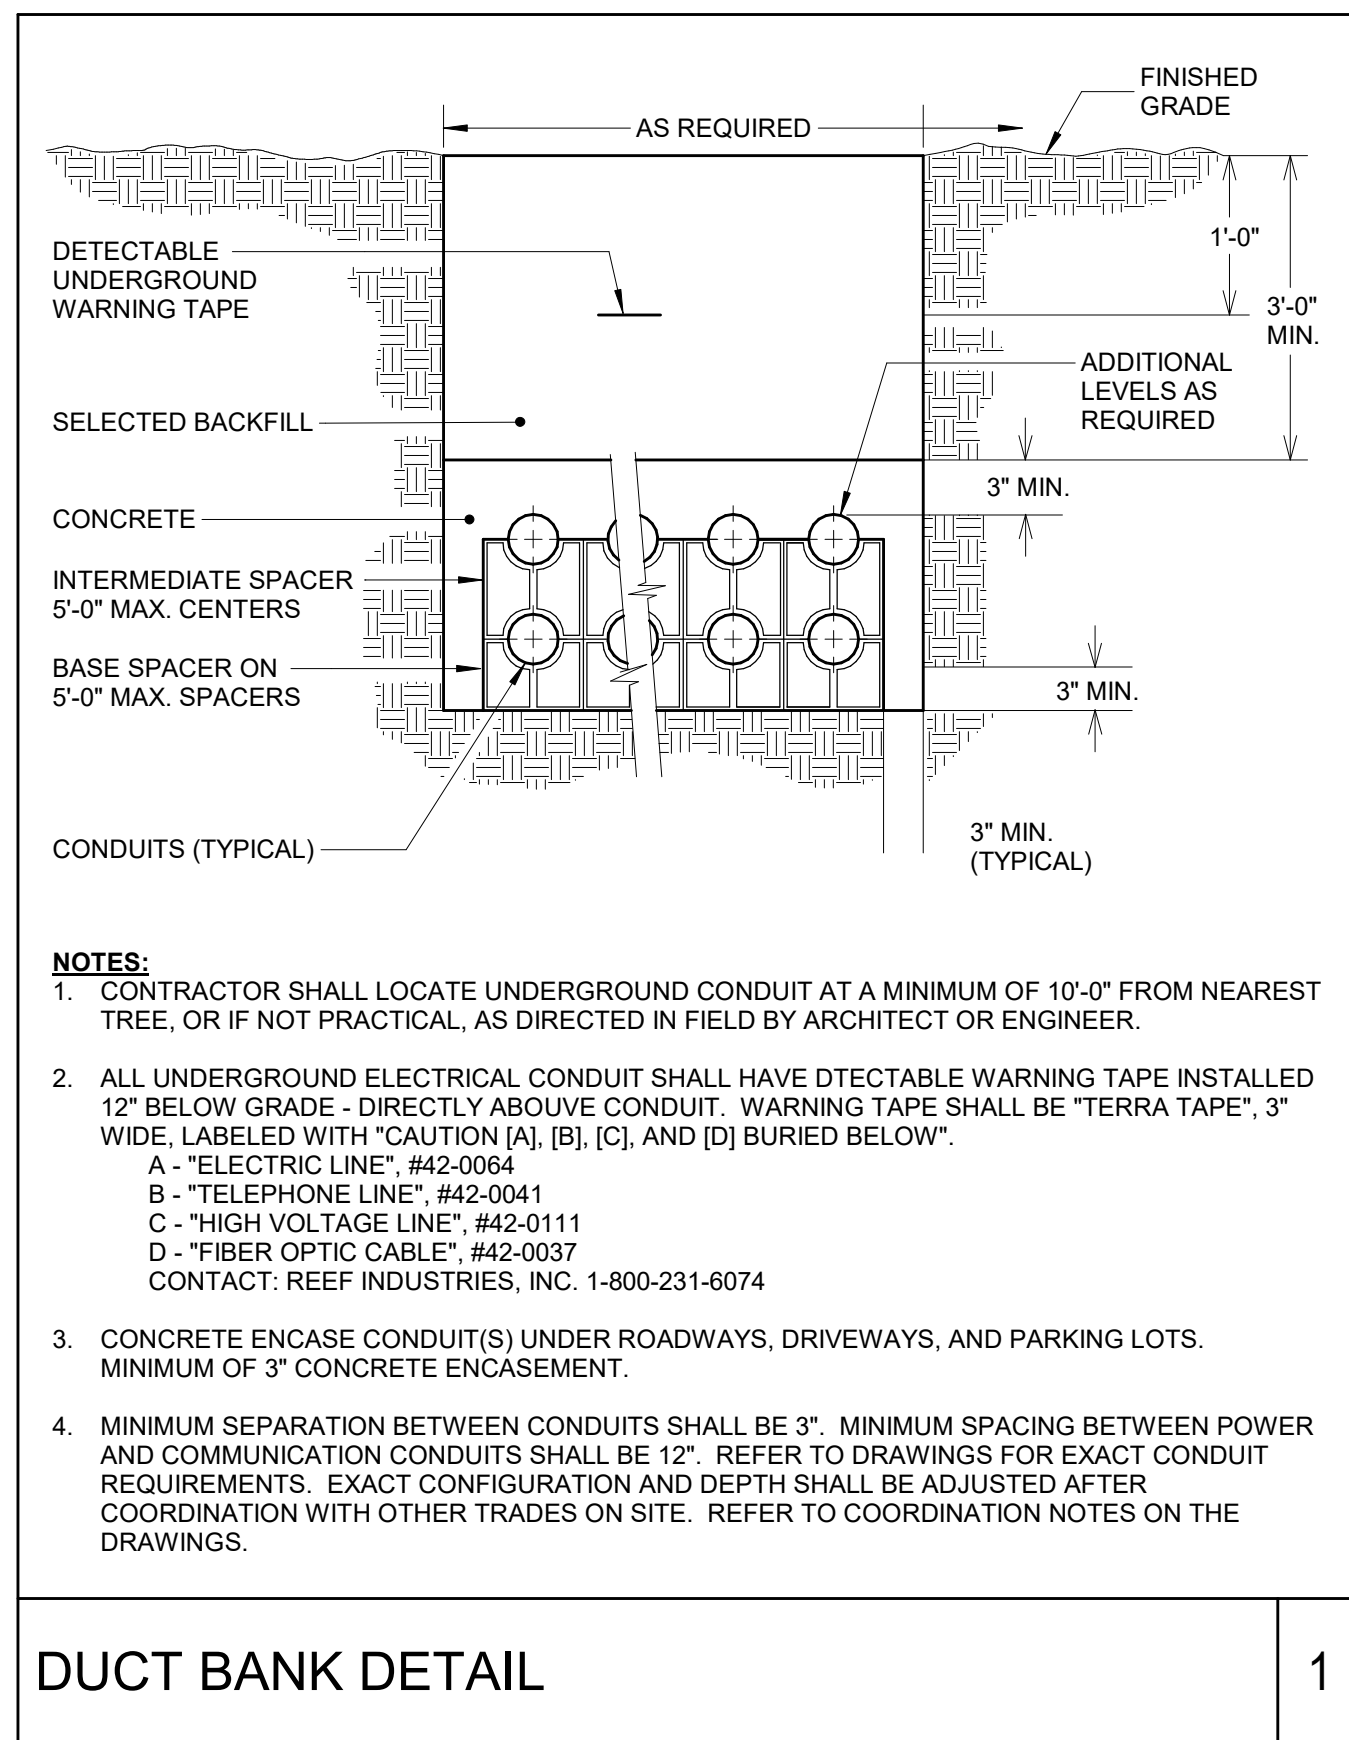 FINISHED
GRADE
AS REQUIRED
1'-0"
3'-0"
MIN.
DETECTABLE
UNDERGROUND
WARNING TAPE
ADDITIONAL
LEVELS AS
REQUIRED
SELECTED BACKFILL
3" MIN.
CONCRETE
INTERMEDIATE SPACER
5'-0" MAX. CENTERS
BASE SPACER ON
5'-0" MAX. SPACERS
3" MIN.
CONDUITS (TYPICAL)
3" MIN.
(TYPICAL)
NOTES:
1. CONTRACTOR SHALL LOCATE UNDERGROUND CONDUIT AT A MINIMUM OF 10'-0" FROM NEAREST
TREE, OR IF NOT PRACTICAL, AS DIRECTED IN FIELD BY ARCHITECT OR ENGINEER.
2. ALL UNDERGROUND ELECTRICAL CONDUIT SHALL HAVE DTECTABLE WARNING TAPE INSTALLED
12" BELOW GRADE - DIRECTLY ABOUVE CONDUIT. WARNING TAPE SHALL BE "TERRA TAPE", 3"
WIDE, LABELED WITH "CAUTION [A], [B], [C], AND [D] BURIED BELOW".
A - "ELECTRIC LINE", #42-0064
B - "TELEPHONE LINE", #42-0041
C - "HIGH VOLTAGE LINE", #42-0111
D - "FIBER OPTIC CABLE", #42-0037
CONTACT: REEF INDUSTRIES, INC. 1-800-231-6074
3. CONCRETE ENCASE CONDUIT(S) UNDER ROADWAYS, DRIVEWAYS, AND PARKING LOTS.
MINIMUM OF 3" CONCRETE ENCASEMENT.
4. MINIMUM SEPARATION BETWEEN CONDUITS SHALL BE 3". MINIMUM SPACING BETWEEN POWER
AND COMMUNICATION CONDUITS SHALL BE 12". REFER TO DRAWINGS FOR EXACT CONDUIT
REQUIREMENTS. EXACT CONFIGURATION AND DEPTH SHALL BE ADJUSTED AFTER
COORDINATION WITH OTHER TRADES ON SITE. REFER TO COORDINATION NOTES ON THE
DRAWINGS.
DUCT BANK DETAIL
1